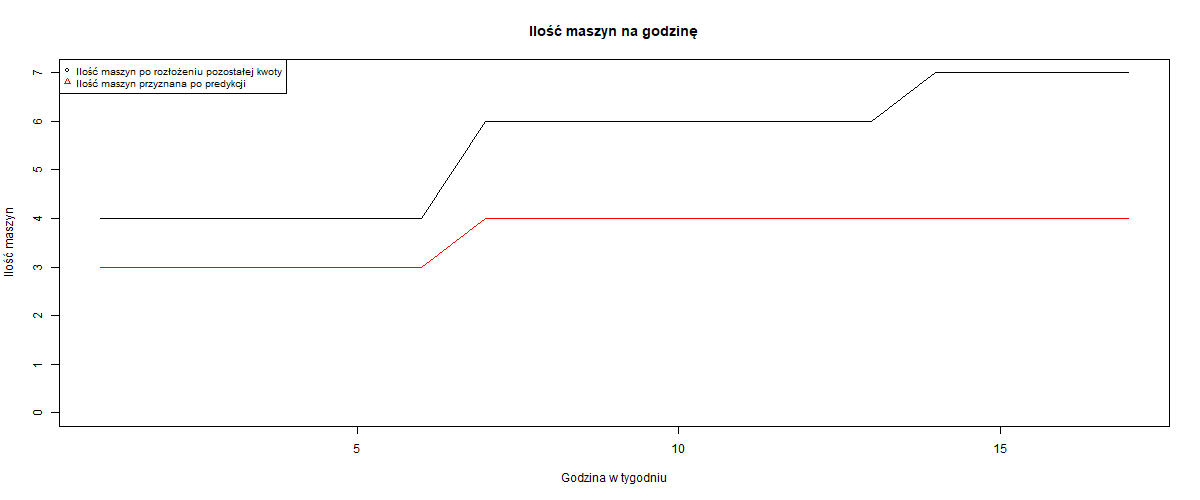 Ilość maszyn na godzinę
Ilość maszyn po rozłożeniu pozostałej kwoty
Ilość maszyn przyznana po predykcji
Ilość maszyn
7
6
5
4
3
2
1
0
5 10 15
Godzina w tygodniu